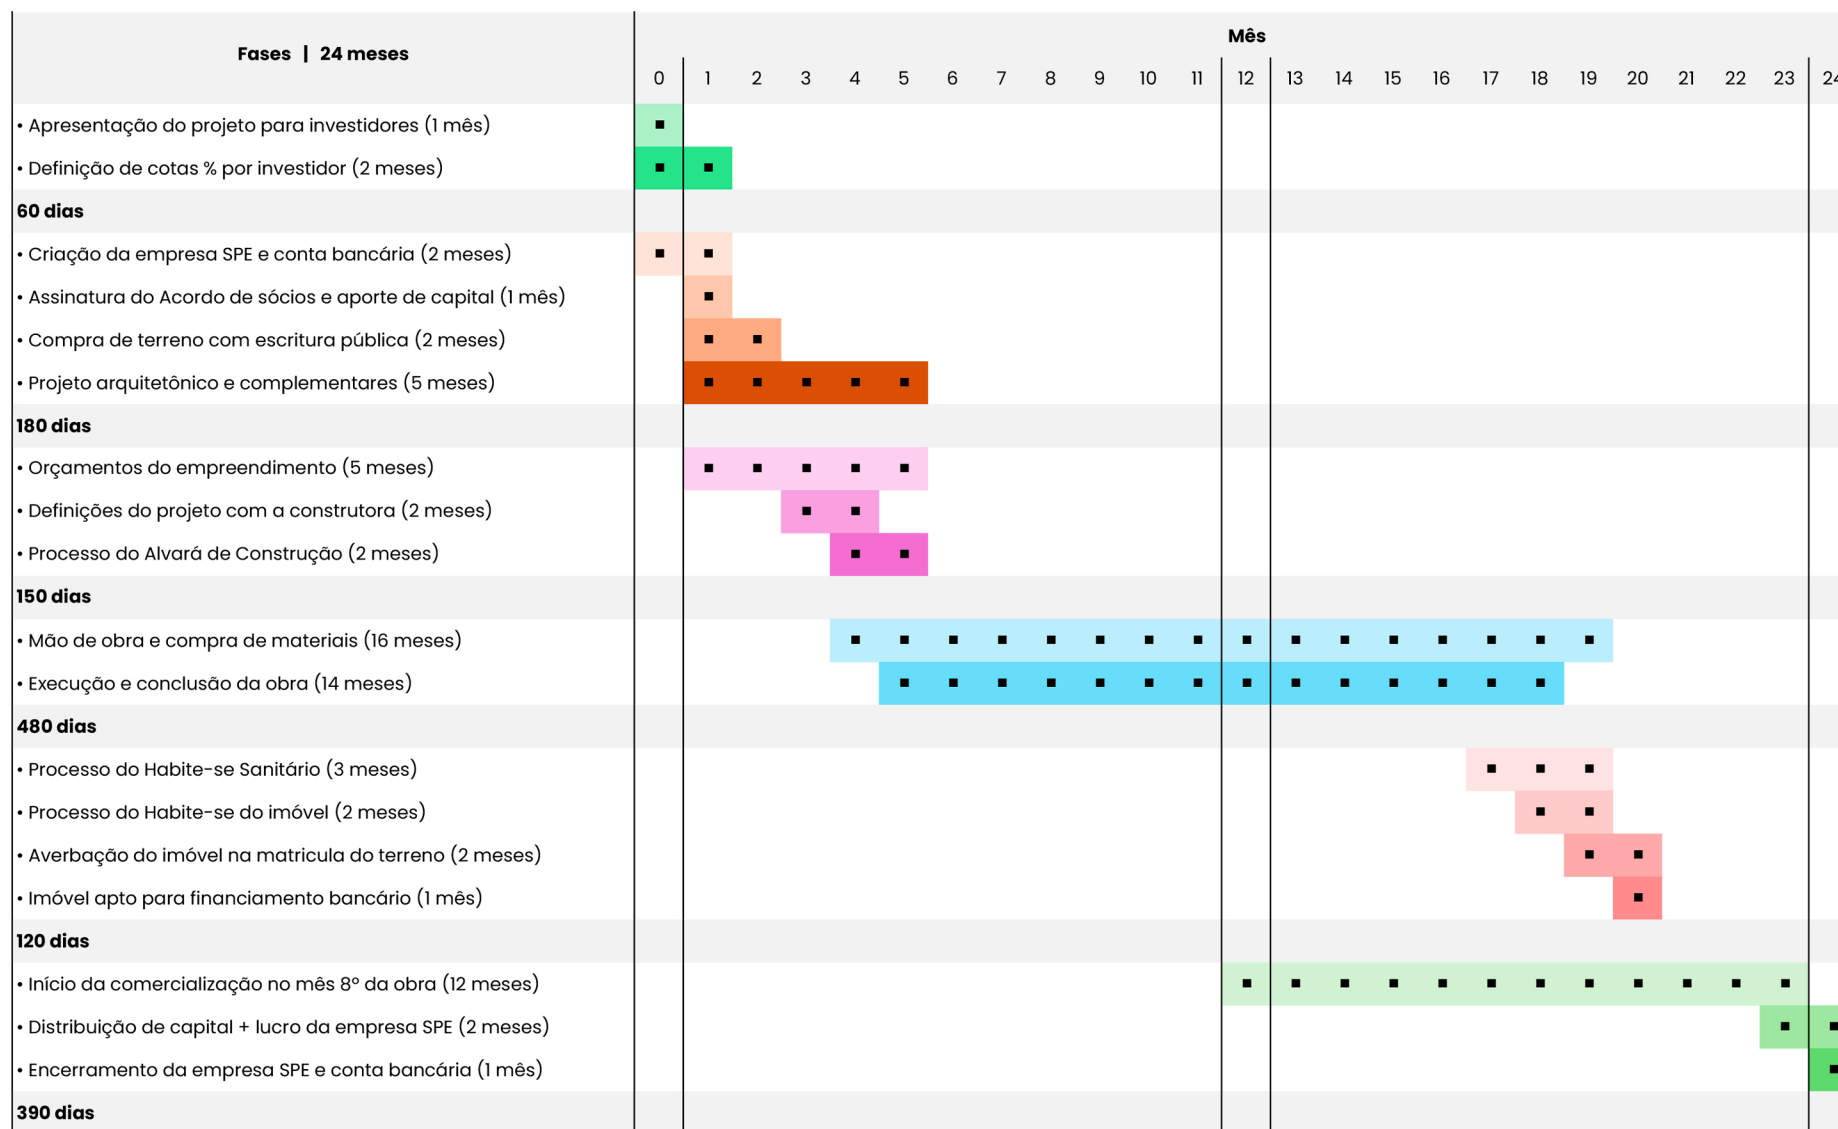 Fases | 24 meses
Mês
0 1 2 3 4 5 6 7 8 9 10 11 12 13 14 15 16 17 18 19 20 21 22 23 24
• Apresentação do projeto para investidores (1 mês)
• Definição de cotas % por investidor (2 meses)
60 dias
• Criação da empresa SPE e conta bancária (2 meses)
• Assinatura do Acordo de sócios e aporte de capital (1 mês)
• Compra de terreno com escritura pública (2 meses)
• Projeto arquitetônico e complementares (5 meses)
180 dias
• Orçamentos do empreendimento (5 meses)
• Definições do projeto com a construtora (2 meses)
• Processo do Alvará de Construção (2 meses)
150 dias
• Mão de obra e compra de materiais (16 meses)
• Execução e conclusão da obra (14 meses)
480 dias
• Processo do Habite-se Sanitário (3 meses)
• Processo do Habite-se do imóvel (2 meses)
• Averbação do imóvel na matricula do terreno (2 meses)
• Imóvel apto para financiamento bancário (1 mês)
120 dias
• Início da comercialização no mês 8º da obra (12 meses)
• Distribuição de capital + lucro da empresa SPE (2 meses)
• Encerramento da empresa SPE e conta bancária (1 mês)
390 dias